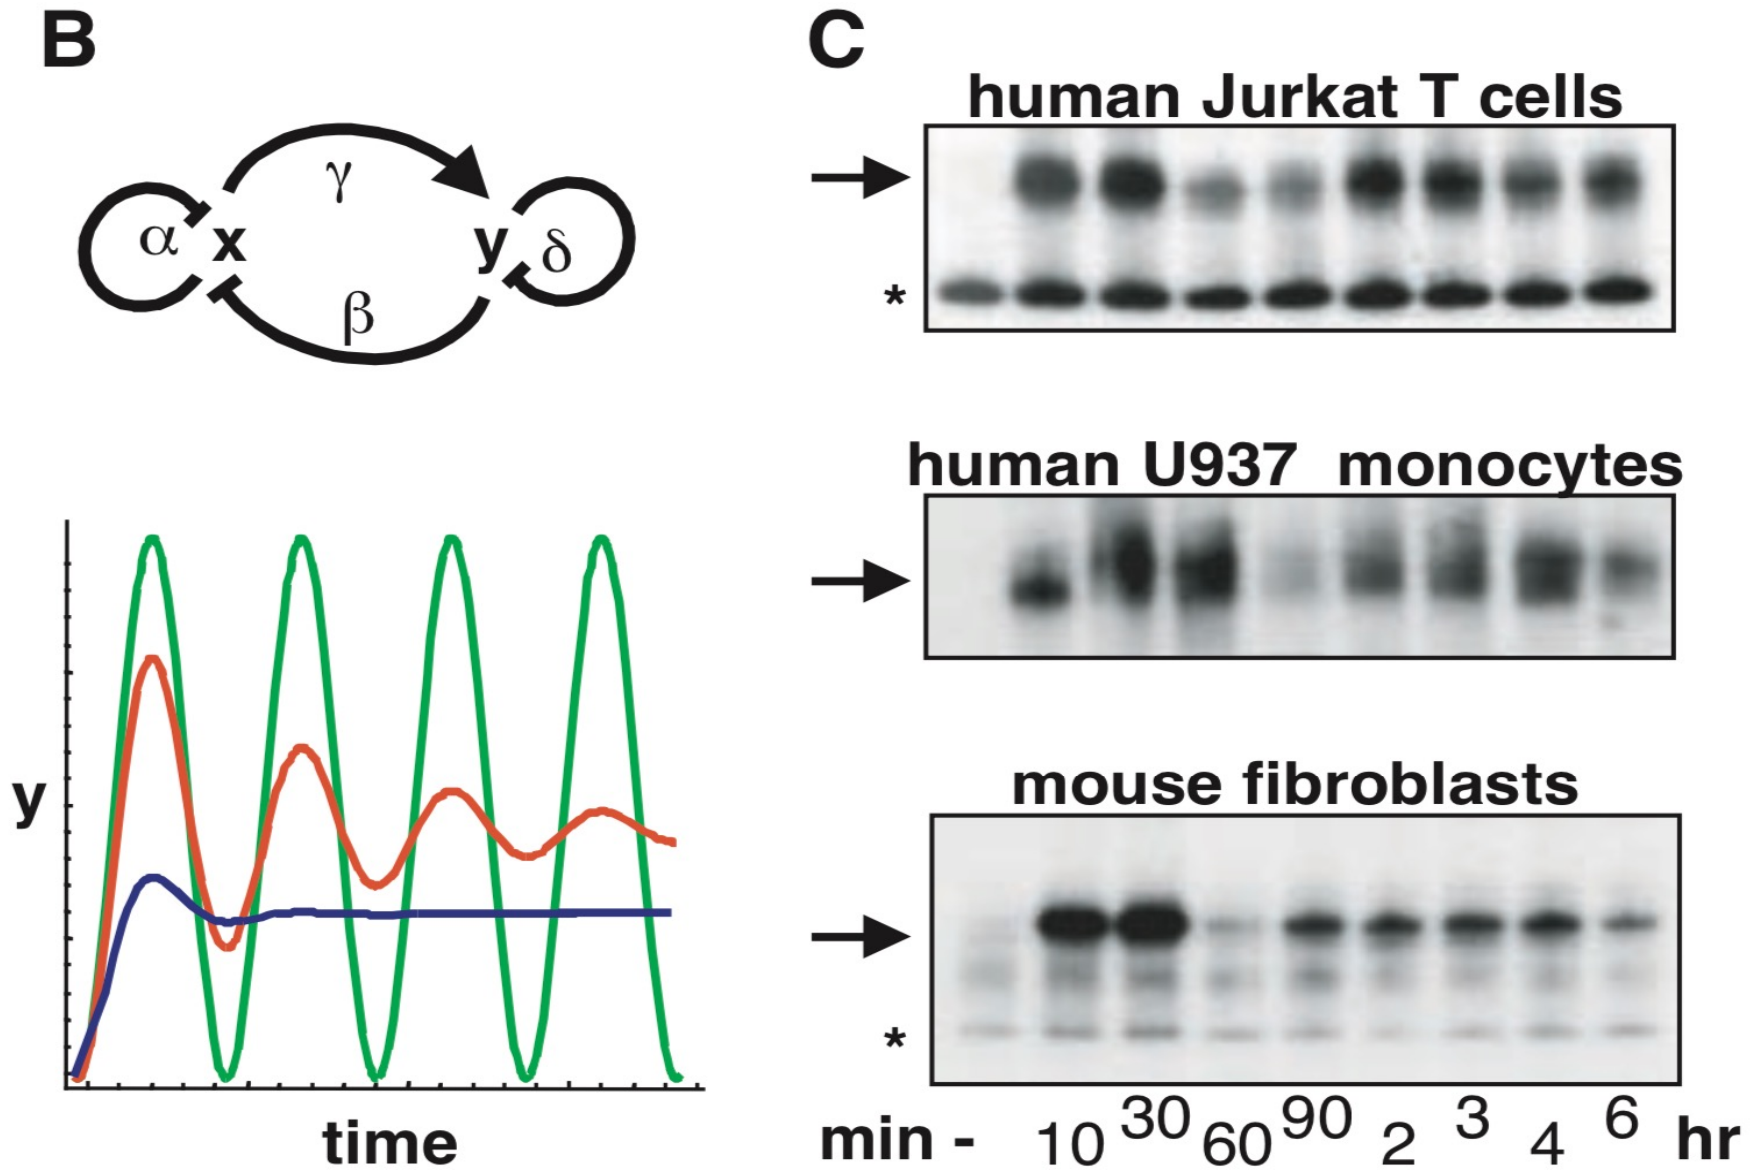 B
γ
α x y δ
β
y
time
C
human Jurkat T cells
*
human U937 monocytes
mouse fibroblasts
*
min - 10 30 60 90 2 3 4 6 hr